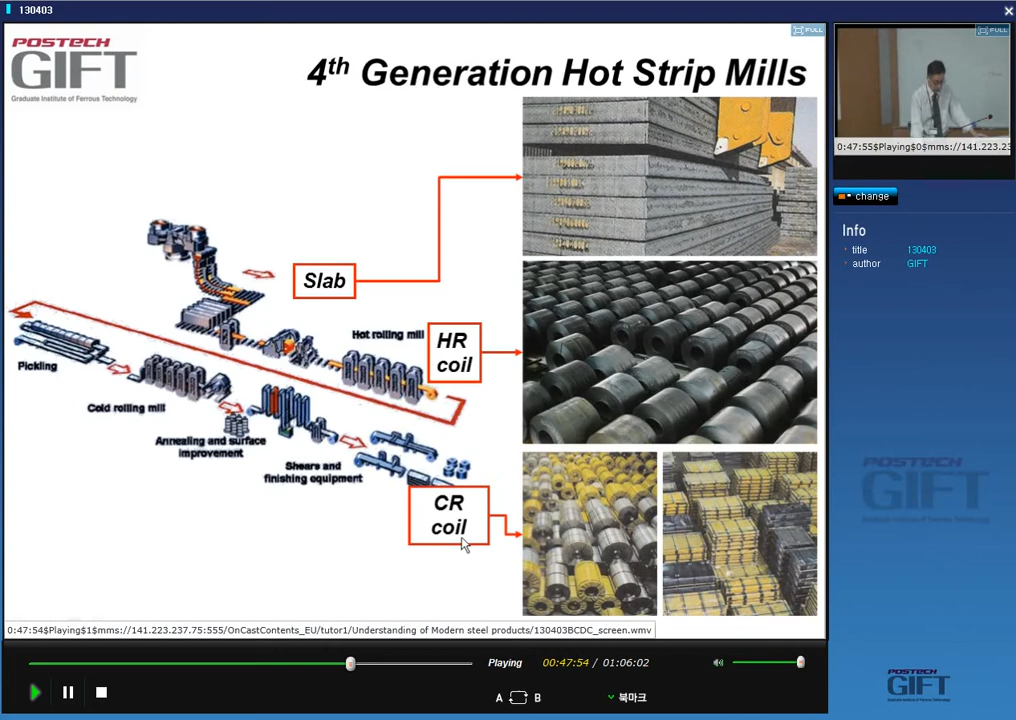 130403
FULL
POSTECH
GIFT
Graduate Institute of Ferrous Technology
4th Generation Hot Strip Mills
Slab
Hot rolling mill
HR
coil
Pickling
Cold rolling mill
Annealing and surface
improvement
Shears and
finishing equipment
CR
coil
0:47:54$Playing$1$mms://141.223.237.75:555/OnCastContents_EU/tutor1/Understanding of Modern steel products/130403BCDC_screen.wmv
Playing
00:47:54 / 01:06:02
A
B
북마크
FULL
0:47:55$Playing$0$mms://141.223.23
change
Info
title
130403
author
GIFT
POSTECH
GIFT
POSTECH
GIFT